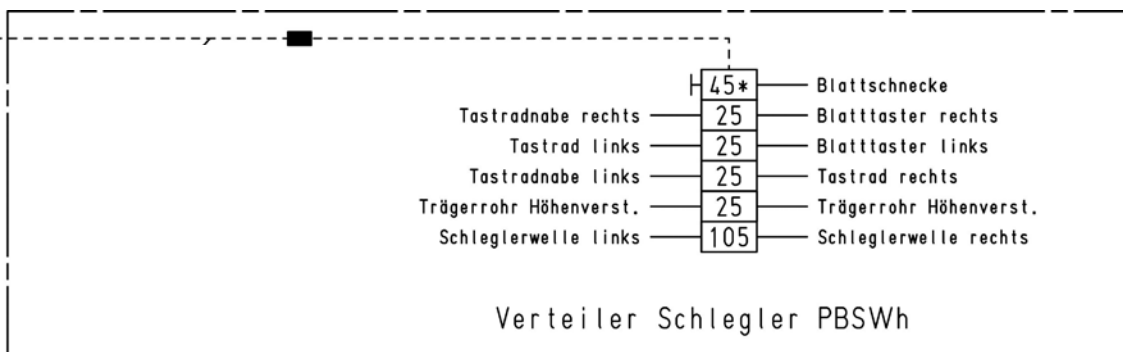 45* Blattschnecke
Tastradnabe rechts 25 Blatttaster rechts
Tastrad links 25 Blatttaster links
Tastradnabe links 25 Tastrad rechts
Trägerrohr Höhenverst. 25 Trägerrohr Höhenverst.
Schleglerwelle links 105 Schleglerwelle rechts
Verteiler Schlegler PBSWh